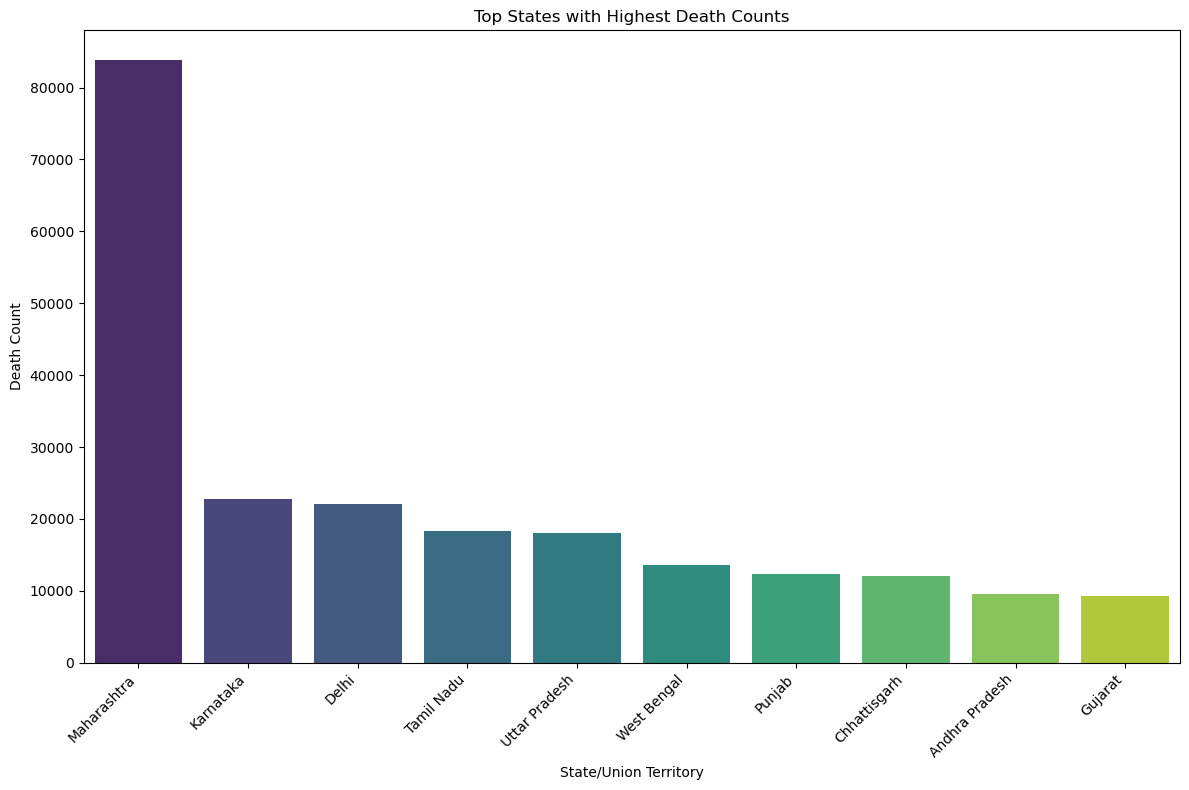 Top States with Highest Death Counts
Death Count
80000
70000
60000
50000
40000
30000
20000
10000
0
Maharashtra
Karnataka
Delhi
Tamil Nadu
Uttar Pradesh
West Bengal
Punjab
Chhattisgarh
Andhra Pradesh
Gujarat
State/Union Territory